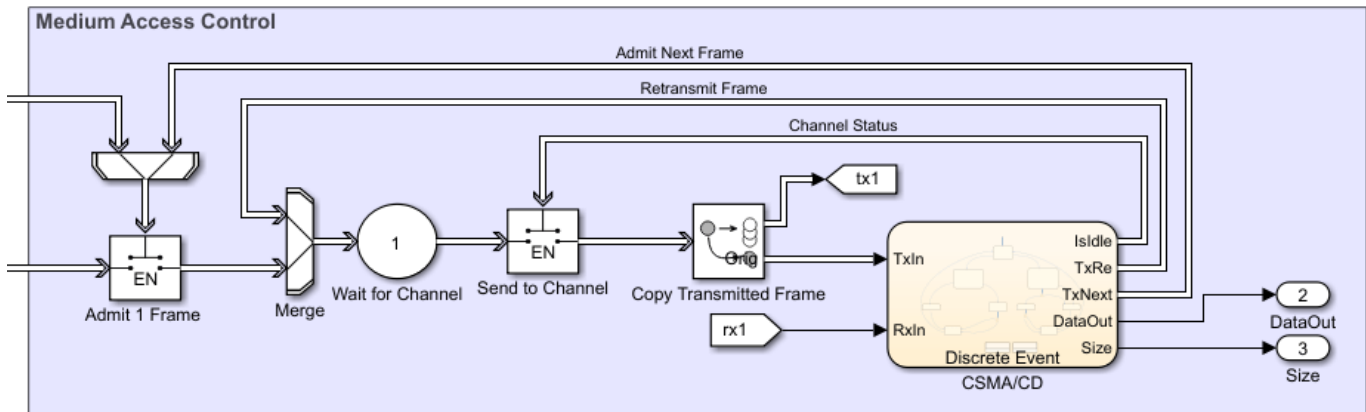 Medium Access Control
Admit Next Frame
Retransmit Frame
Channel Status
tx1
1
EN
EN
Orig
IsIdle
TxIn
TxRe
Wait for Channel
Send to Channel
Copy Transmitted Frame
TxNext
2
Admit 1 Frame
Merge
DataOut
DataOut
rx1
RxIn
Size
3
Discrete Event
CSMA/CD
Size